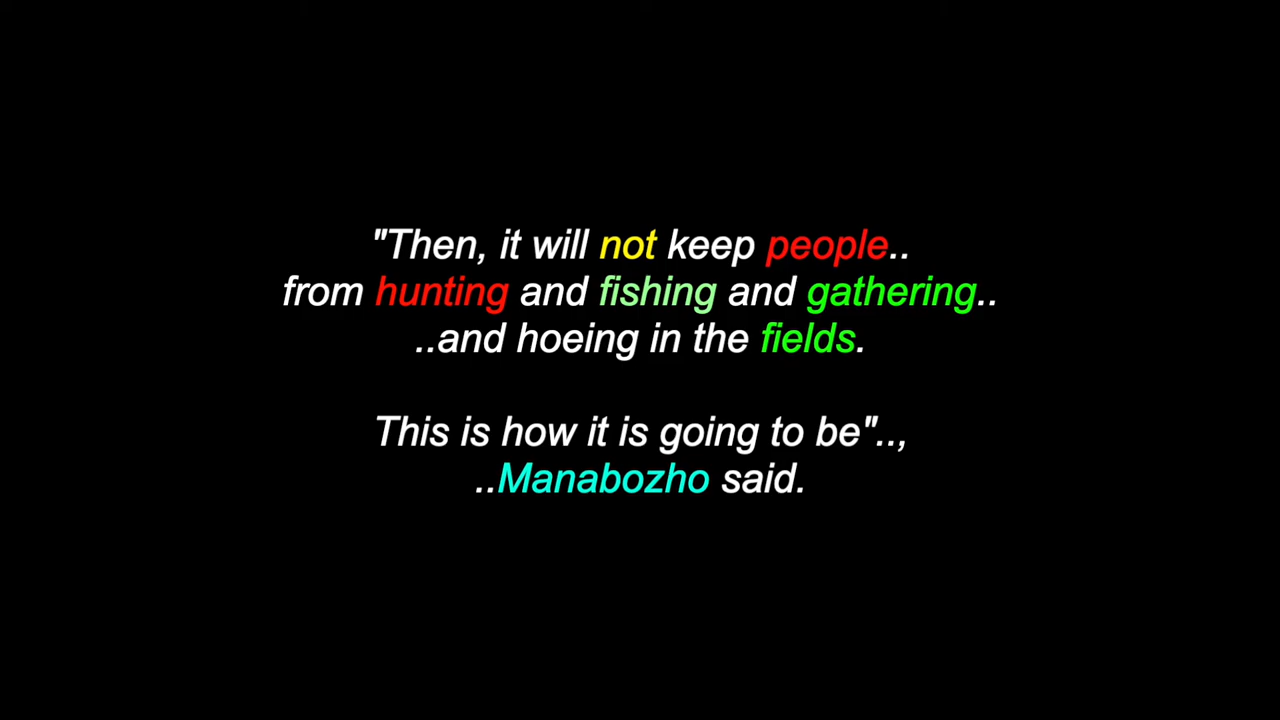 "Then, it will not keep people..
from hunting and fishing and gathering..
..and hoeing in the fields.
This is how it is going to be"..,
..Manabozho said.